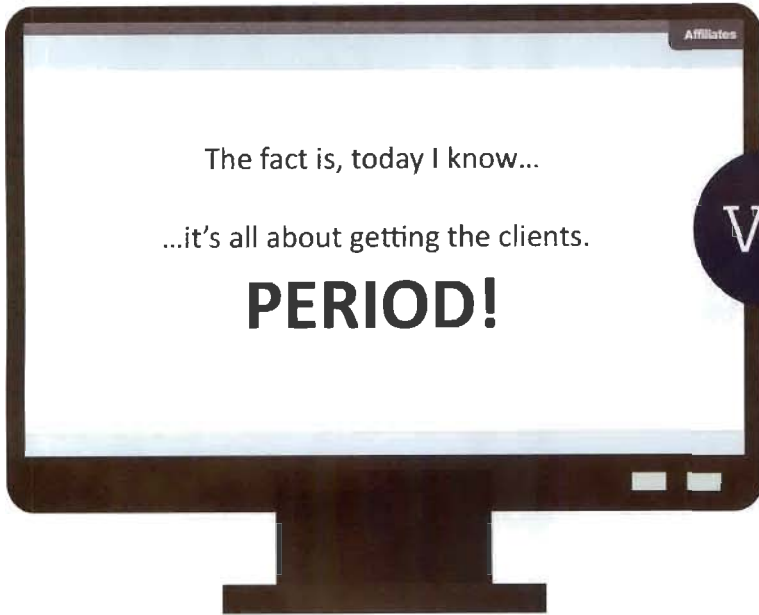 Affiliates
The fact is, today I know...
...it's all about getting the clients.
PERIOD!
V